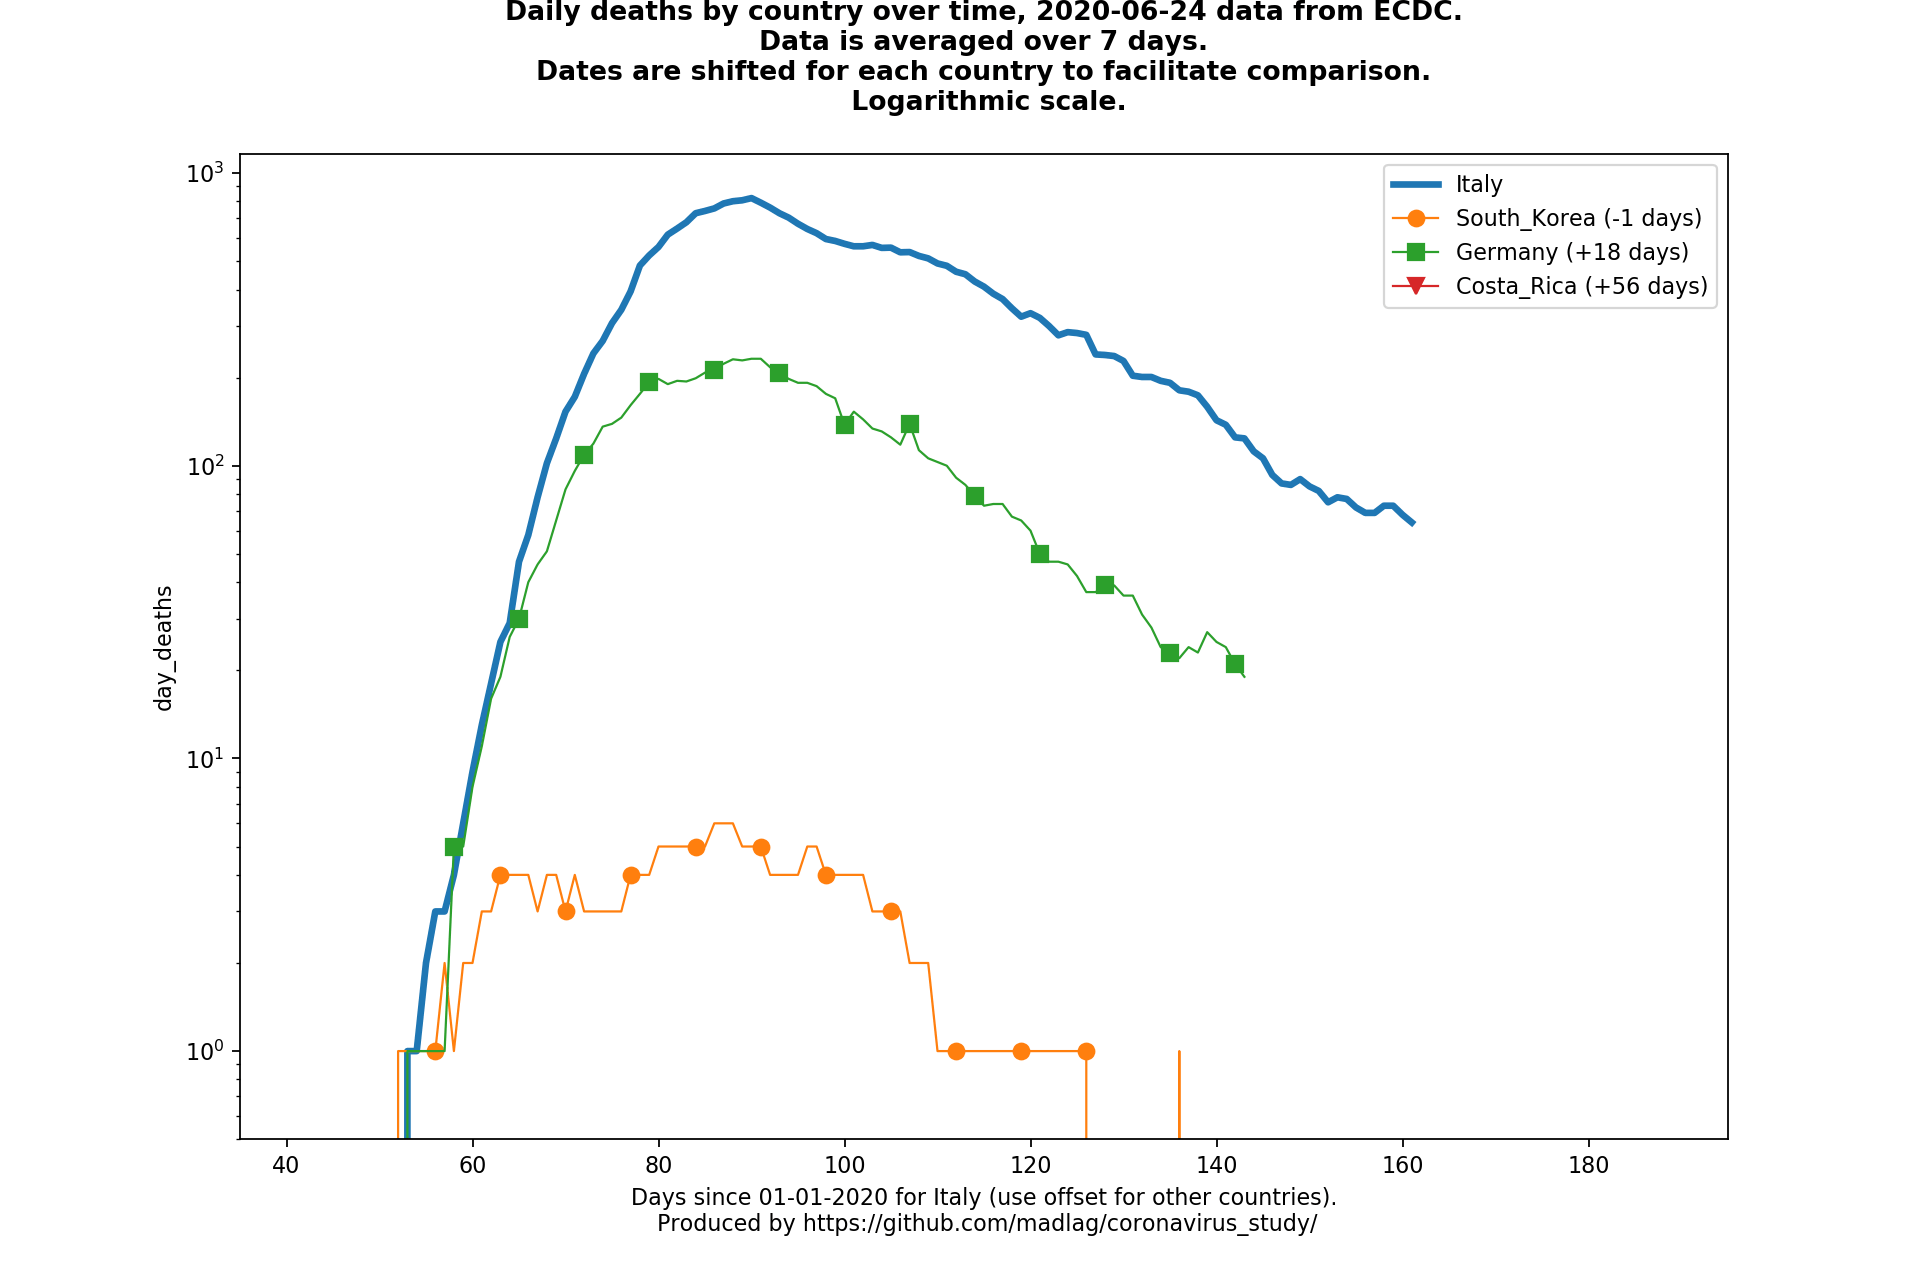 Daily deaths by country over time, 2020-06-24 data from ECDC.
Data is averaged over 7 days.
Dates are shifted for each country to facilitate comparison.
Logarithmic scale.
10³
10²
10¹
10⁰
day_deaths
Italy
South_Korea (-1 days)
Germany (+18 days)
Costa_Rica (+56 days)
40 60 80 100 120 140 160 180
Days since 01-01-2020 for Italy (use offset for other countries).
Produced by https://github.com/madlag/coronavirus_study/